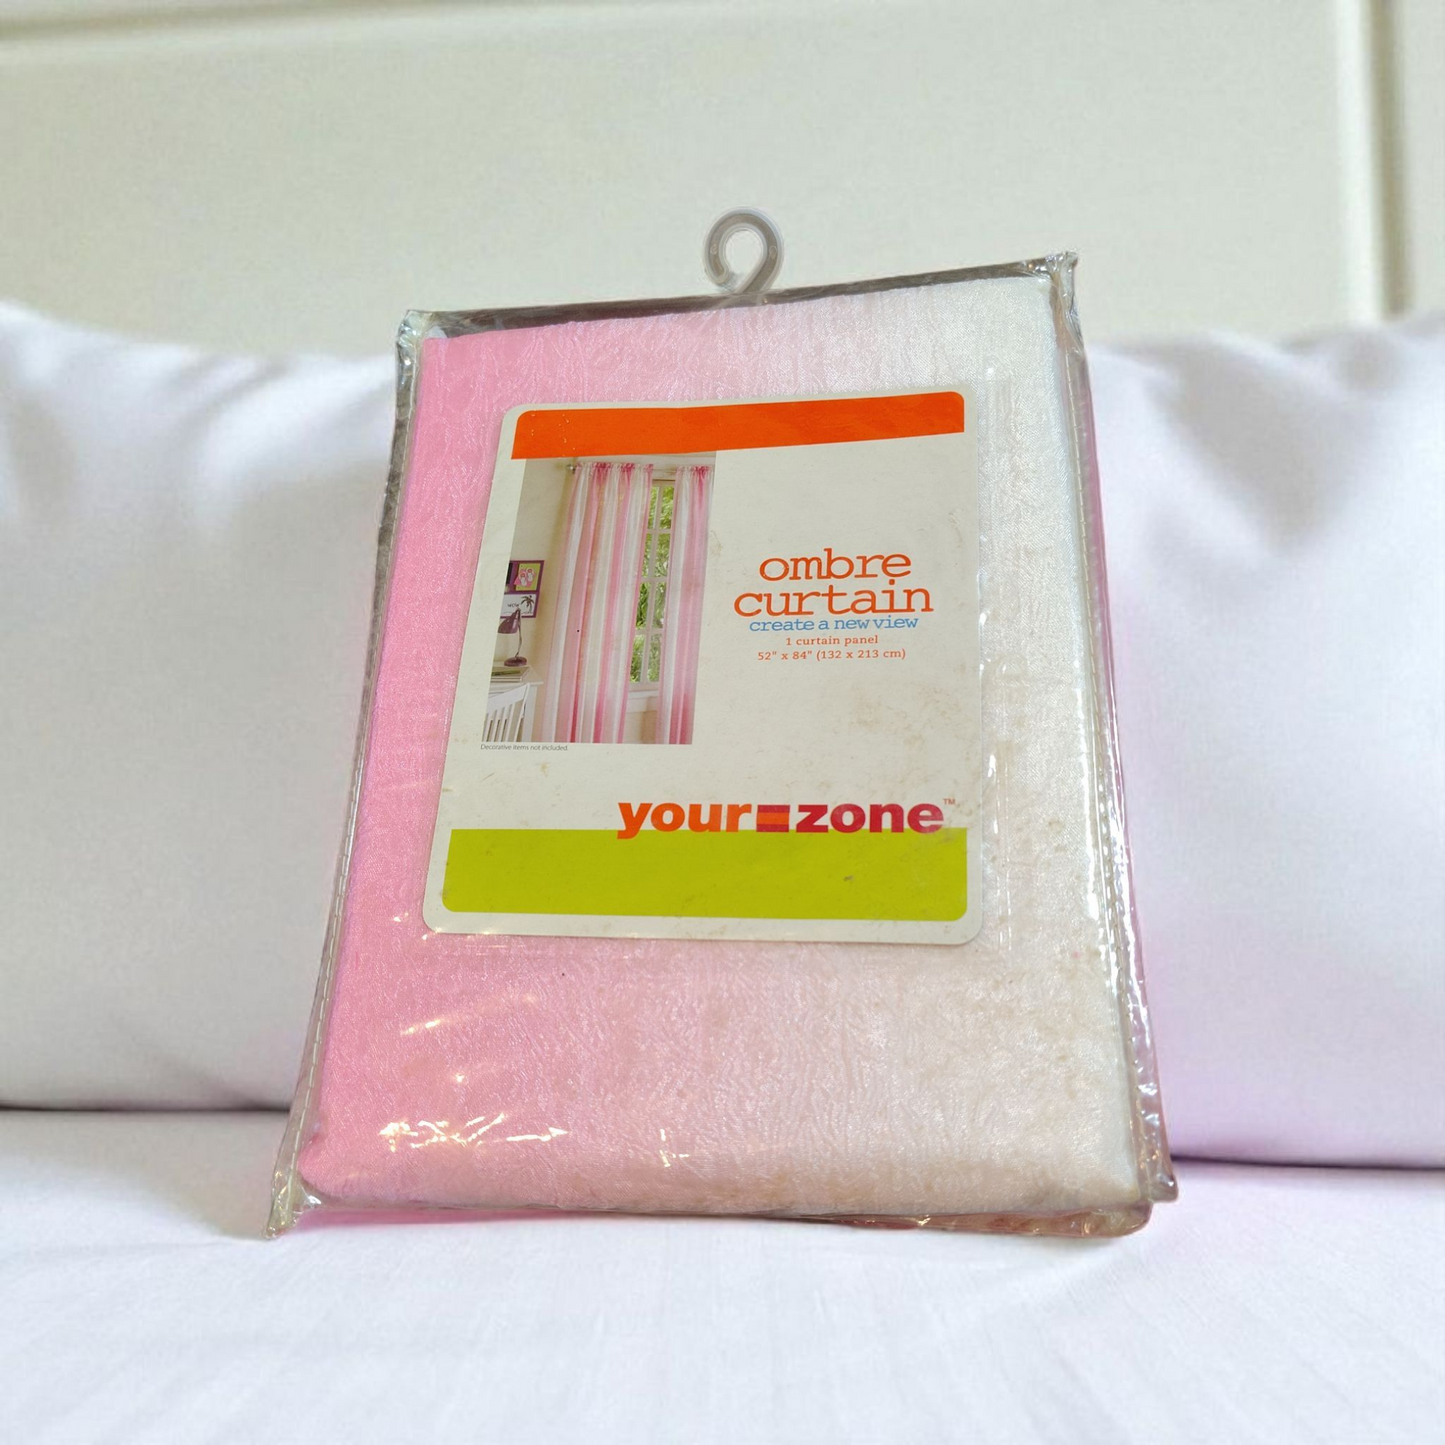 ombre
curtain
create a new view
1 curtain panel
52" x 84" (132 x 213 cm)
Decorative items not included.
your zone™